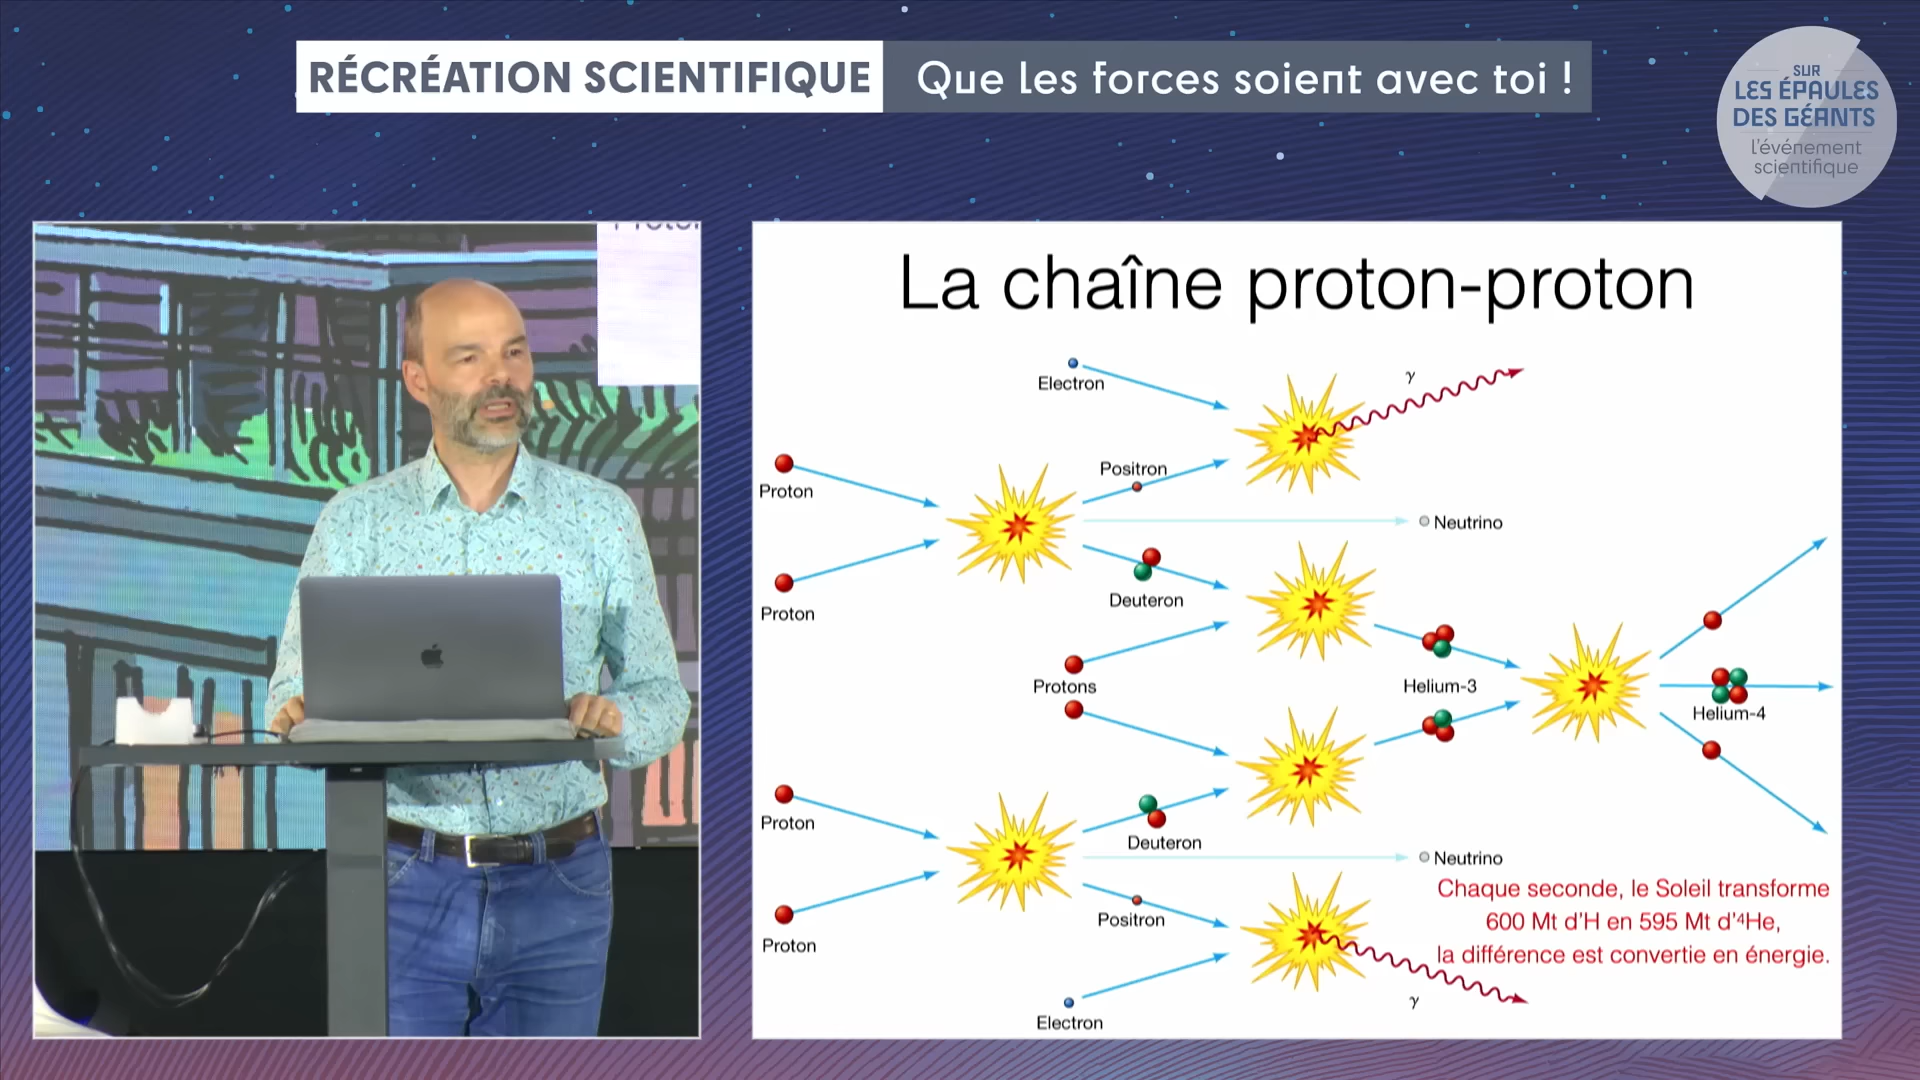 RÉCRÉATION SCIENTIFIQUE
Que les forces soient avec toi !
SUR
LES ÉPAULES
DES GÉANTS
l'événement
scientifique
La chaîne proton-proton
Electron
γ
Positron
Proton
Neutrino
Deuteron
Proton
Protons
Helium-3
Helium-4
Proton
Deuteron
Neutrino
Positron
Proton
Chaque seconde, le Soleil transforme
600 Mt d'H en 595 Mt d'⁴He,
la différence est convertie en énergie.
γ
Electron